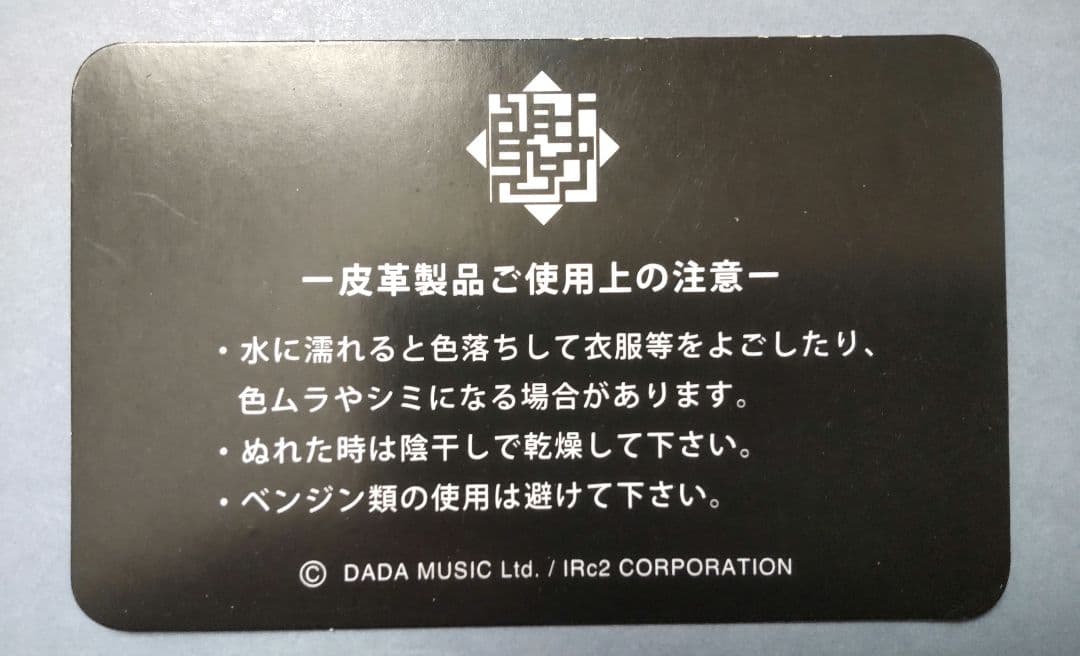 ー皮革製品ご使用上の注意ー
・水に濡れると色落ちして衣服等をよごしたり、
色ムラやシミになる場合があります。
・ぬれた時は陰干しで乾燥して下さい。
・ベンジン類の使用は避けて下さい。
© DADA MUSIC Ltd. / IRc2 CORPORATION